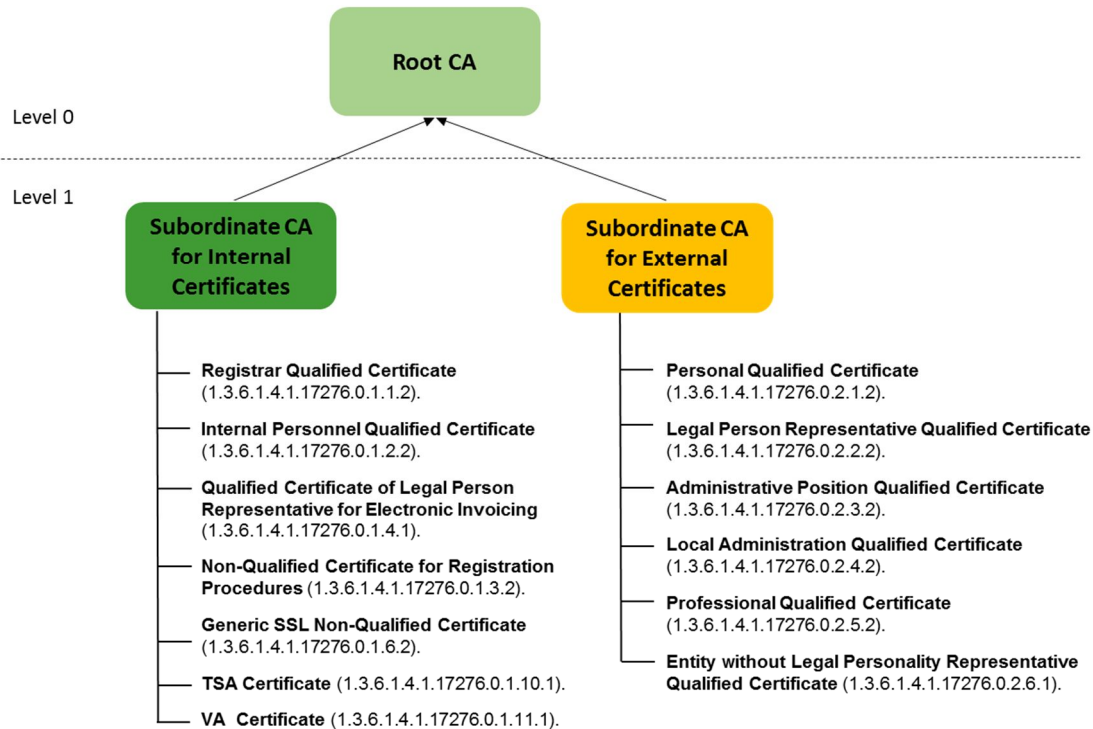 Root CA
Level 0
Level 1
Subordinate CA
for Internal
Certificates
Registrar Qualified Certificate
(1.3.6.1.4.1.17276.0.1.1.2).
Internal Personnel Qualified Certificate
(1.3.6.1.4.1.17276.0.1.2.2).
Qualified Certificate of Legal Person
Representative for Electronic Invoicing
(1.3.6.1.4.1.17276.0.1.4.1).
Non-Qualified Certificate for Registration
Procedures (1.3.6.1.4.1.17276.0.1.3.2).
Generic SSL Non-Qualified Certificate
(1.3.6.1.4.1.17276.0.1.6.2).
TSA Certificate (1.3.6.1.4.1.17276.0.1.10.1).
VA Certificate (1.3.6.1.4.1.17276.0.1.11.1).
Subordinate CA
for External
Certificates
Personal Qualified Certificate
(1.3.6.1.4.1.17276.0.2.1.2).
Legal Person Representative Qualified Certificate
(1.3.6.1.4.1.17276.0.2.2.2).
Administrative Position Qualified Certificate
(1.3.6.1.4.1.17276.0.2.3.2).
Local Administration Qualified Certificate
(1.3.6.1.4.1.17276.0.2.4.2).
Professional Qualified Certificate
(1.3.6.1.4.1.17276.0.2.5.2).
Entity without Legal Personality Representative
Qualified Certificate (1.3.6.1.4.1.17276.0.2.6.1).